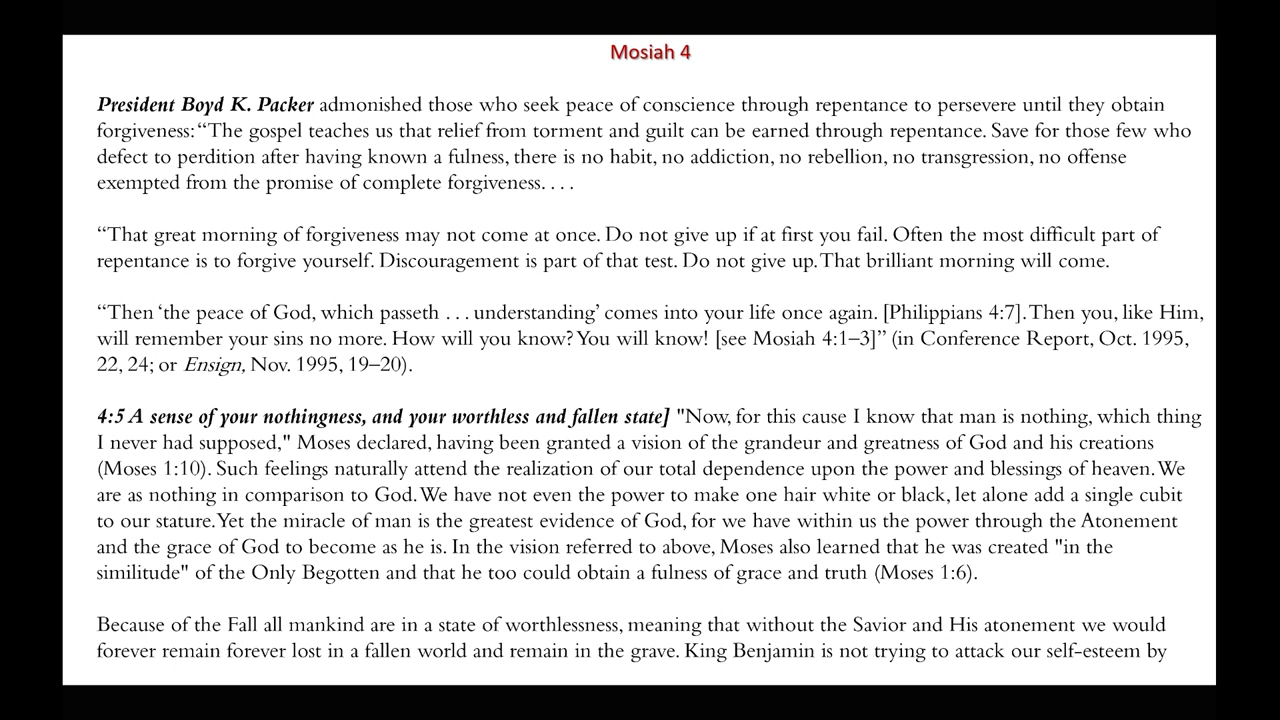 Mosiah 4
President Boyd K. Packer admonished those who seek peace of conscience through repentance to persevere until they obtain
forgiveness: “The gospel teaches us that relief from torment and guilt can be earned through repentance. Save for those few who
defect to perdition after having known a fulness, there is no habit, no addiction, no rebellion, no transgression, no offense
exempted from the promise of complete forgiveness. . . .
“That great morning of forgiveness may not come at once. Do not give up if at first you fail. Often the most difficult part of
repentance is to forgive yourself. Discouragement is part of that test. Do not give up. That brilliant morning will come.
“Then ‘the peace of God, which passeth . . . understanding’ comes into your life once again. [Philippians 4:7]. Then you, like Him,
will remember your sins no more. How will you know? You will know! [see Mosiah 4:1–3]” (in Conference Report, Oct. 1995,
22, 24; or Ensign, Nov. 1995, 19–20).
4:5 A sense of your nothingness, and your worthless and fallen state] "Now, for this cause I know that man is nothing, which thing
I never had supposed," Moses declared, having been granted a vision of the grandeur and greatness of God and his creations
(Moses 1:10). Such feelings naturally attend the realization of our total dependence upon the power and blessings of heaven. We
are as nothing in comparison to God. We have not even the power to make one hair white or black, let alone add a single cubit
to our stature. Yet the miracle of man is the greatest evidence of God, for we have within us the power through the Atonement
and the grace of God to become as he is. In the vision referred to above, Moses also learned that he was created "in the
similitude" of the Only Begotten and that he too could obtain a fulness of grace and truth (Moses 1:6).
Because of the Fall all mankind are in a state of worthlessness, meaning that without the Savior and His atonement we would
forever remain forever lost in a fallen world and remain in the grave. King Benjamin is not trying to attack our self-esteem by